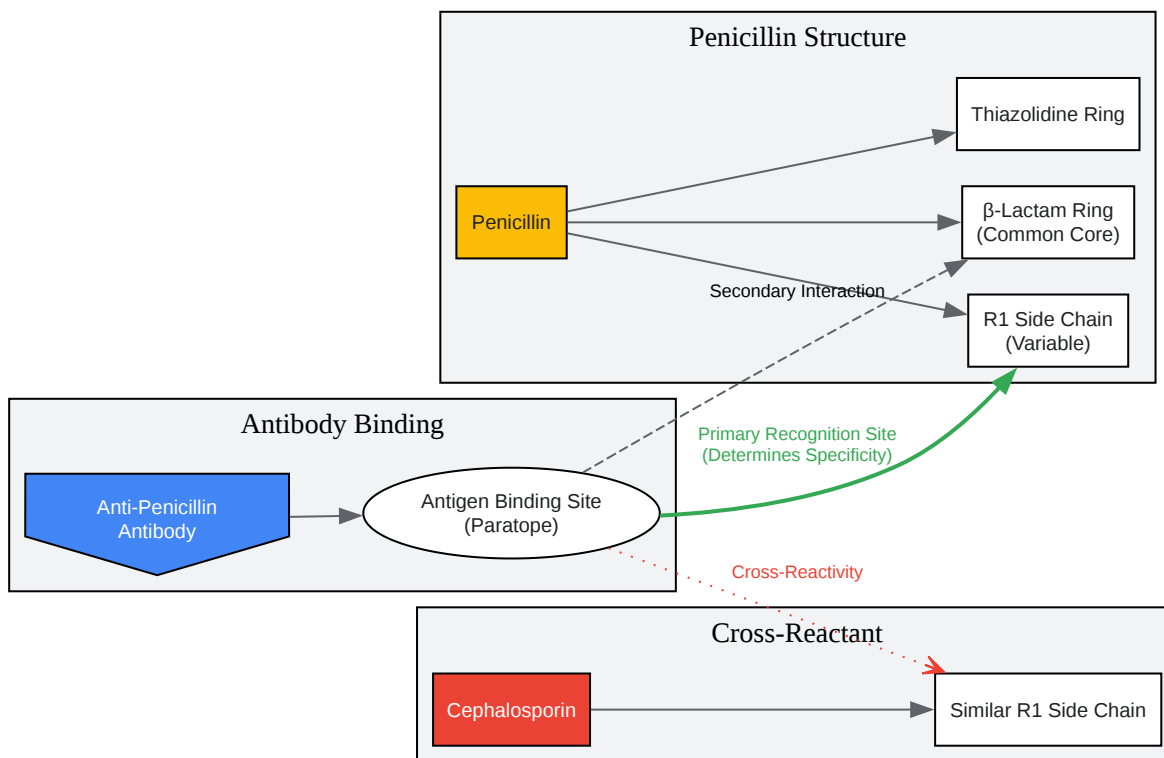 Penicillin Structure
Thiazolidine Ring
Penicillin
β-Lactam Ring
(Common Core)
Secondary Interaction
R1 Side Chain
(Variable)
Antibody Binding
Primary Recognition Site
(Determines Specificity)
Anti-Penicillin
Antibody
Antigen Binding Site
(Paratope)
Cross-Reactivity
Cross-Reactant
Cephalosporin
Similar R1 Side Chain